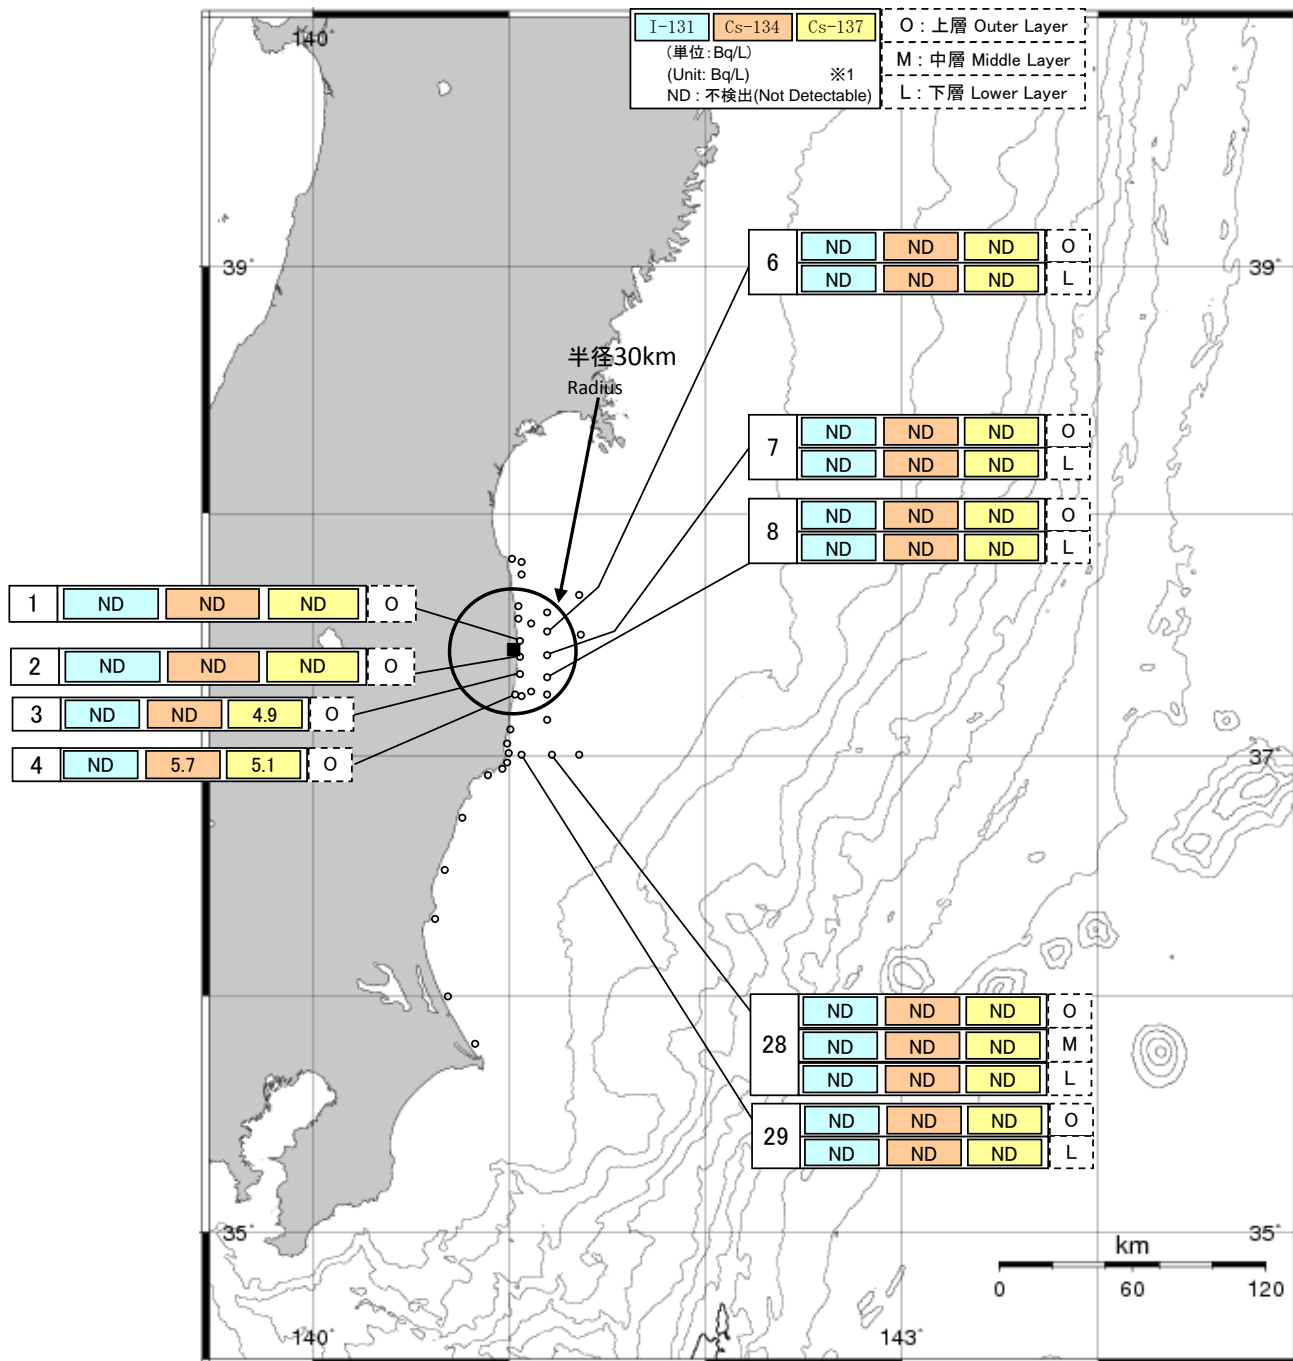 140°
I-131 Cs-134 Cs-137
(単位:Bq/L)
(Unit: Bq/L) ※1
ND : 不検出(Not Detectable)
O : 上層 Outer Layer
M : 中層 Middle Layer
L : 下層 Lower Layer
6 ND ND ND O
ND ND ND L
39° 39°
半径30km
Radius
7 ND ND ND O
ND ND ND L
8 ND ND ND O
ND ND ND L
1 ND ND ND O
2 ND ND ND O
3 ND ND 4.9 O
4 ND 5.7 5.1 O
37° 37°
28 ND ND ND O
ND ND ND M
ND ND ND L
29 ND ND ND O
ND ND ND L
35° 35°
km
0 60 120
140° 143°